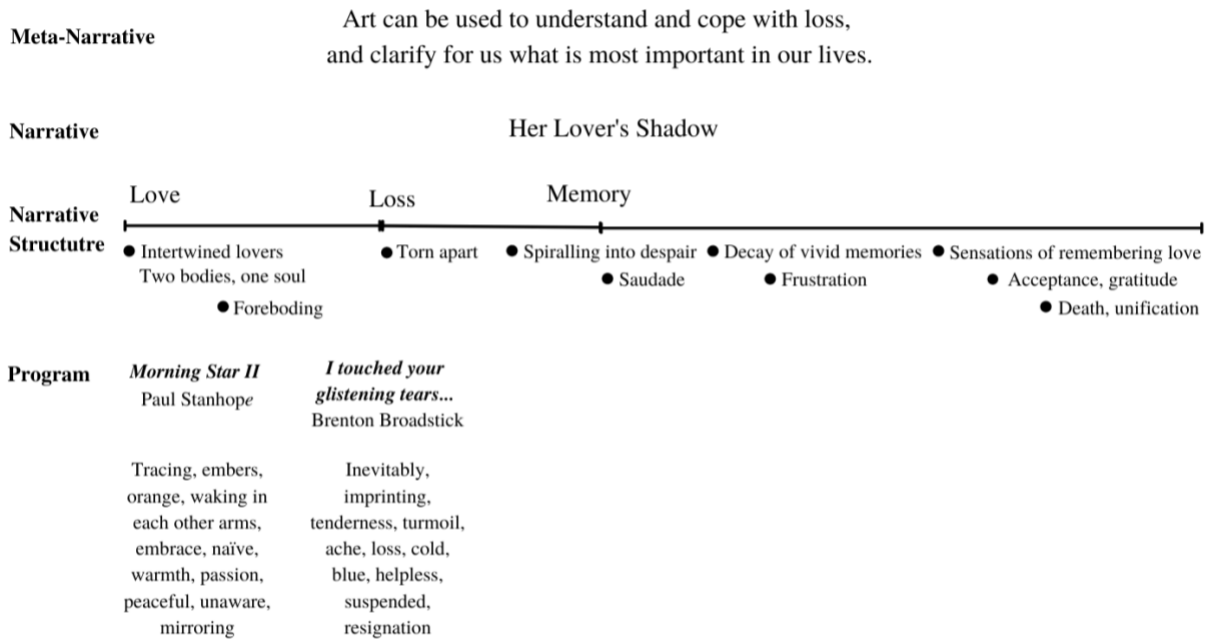 Meta-Narrative
Art can be used to understand and cope with loss,
and clarify for us what is most important in our lives.
Narrative
Her Lover's Shadow
Narrative
Structutre
Love
Loss
Memory
● Intertwined lovers
Two bodies, one soul
● Foreboding
● Torn apart
● Spiralling into despair
● Saudade
● Decay of vivid memories
● Frustration
● Sensations of remembering love
● Acceptance, gratitude
● Death, unification
Program
Morning Star II
Paul Stanhope
Tracing, embers,
orange, waking in
each other arms,
embrace, naïve,
warmth, passion,
peaceful, unaware,
mirroring
I touched your
glistening tears...
Brenton Broadstick
Inevitably,
imprinting,
tenderness, turmoil,
ache, loss, cold,
blue, helpless,
suspended,
resignation